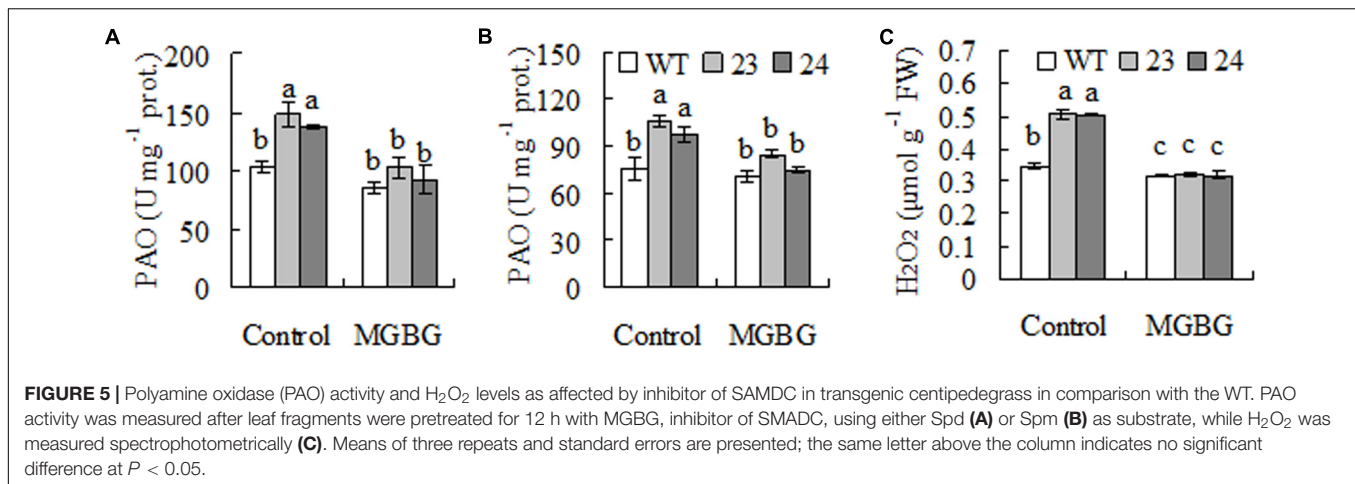 A
PAO (U mg⁻¹ prot.)
200
150
100
50
0
b a a
b b b
Control MGBG
B
PAO (U mg⁻¹ prot.)
150
120
90
60
30
0
WT 23 24
b a a
b b b
Control MGBG
C
H₂O₂ (μmol g⁻¹ FW)
0.7
0.6
0.5
0.4
0.3
0.2
0.1
0
WT 23 24
b a a
c c c
Control MGBG
FIGURE 5 | Polyamine oxidase (PAO) activity and H₂O₂ levels as affected by inhibitor of SAMDC in transgenic centipedegrass in comparison with the WT. PAO
activity was measured after leaf fragments were pretreated for 12 h with MGBG, inhibitor of SMADC, using either Spd (A) or Spm (B) as substrate, while H₂O₂ was
measured spectrophotometrically (C). Means of three repeats and standard errors are presented; the same letter above the column indicates no significant
difference at P < 0.05.